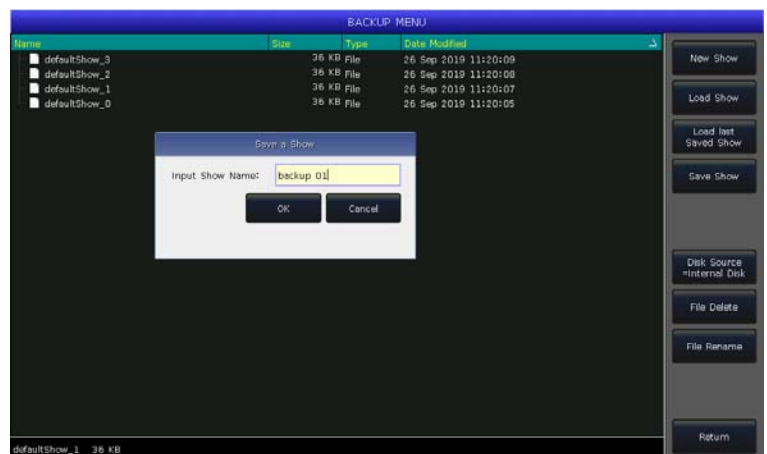 BACKUP MENU
Name Size Type Date Modified
defaultShow_3 36 KB File 26 Sep 2019 11:20:09
defaultShow_2 36 KB File 26 Sep 2019 11:20:08
defaultShow_1 36 KB File 26 Sep 2019 11:20:07
defaultShow_0 36 KB File 26 Sep 2019 11:20:05
Save a Show
Input Show Name: backup 01
OK Cancel
New Show
Load Show
Load last
Saved Show
Save Show
Disk Source
=Internal Disk
File Delete
File Rename
Return
defaultShow_1 36 KB